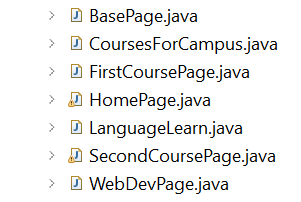 BasePage.java
CoursesForCampus.java
FirstCoursePage.java
HomePage.java
LanguageLearn.java
SecondCoursePage.java
WebDevPage.java